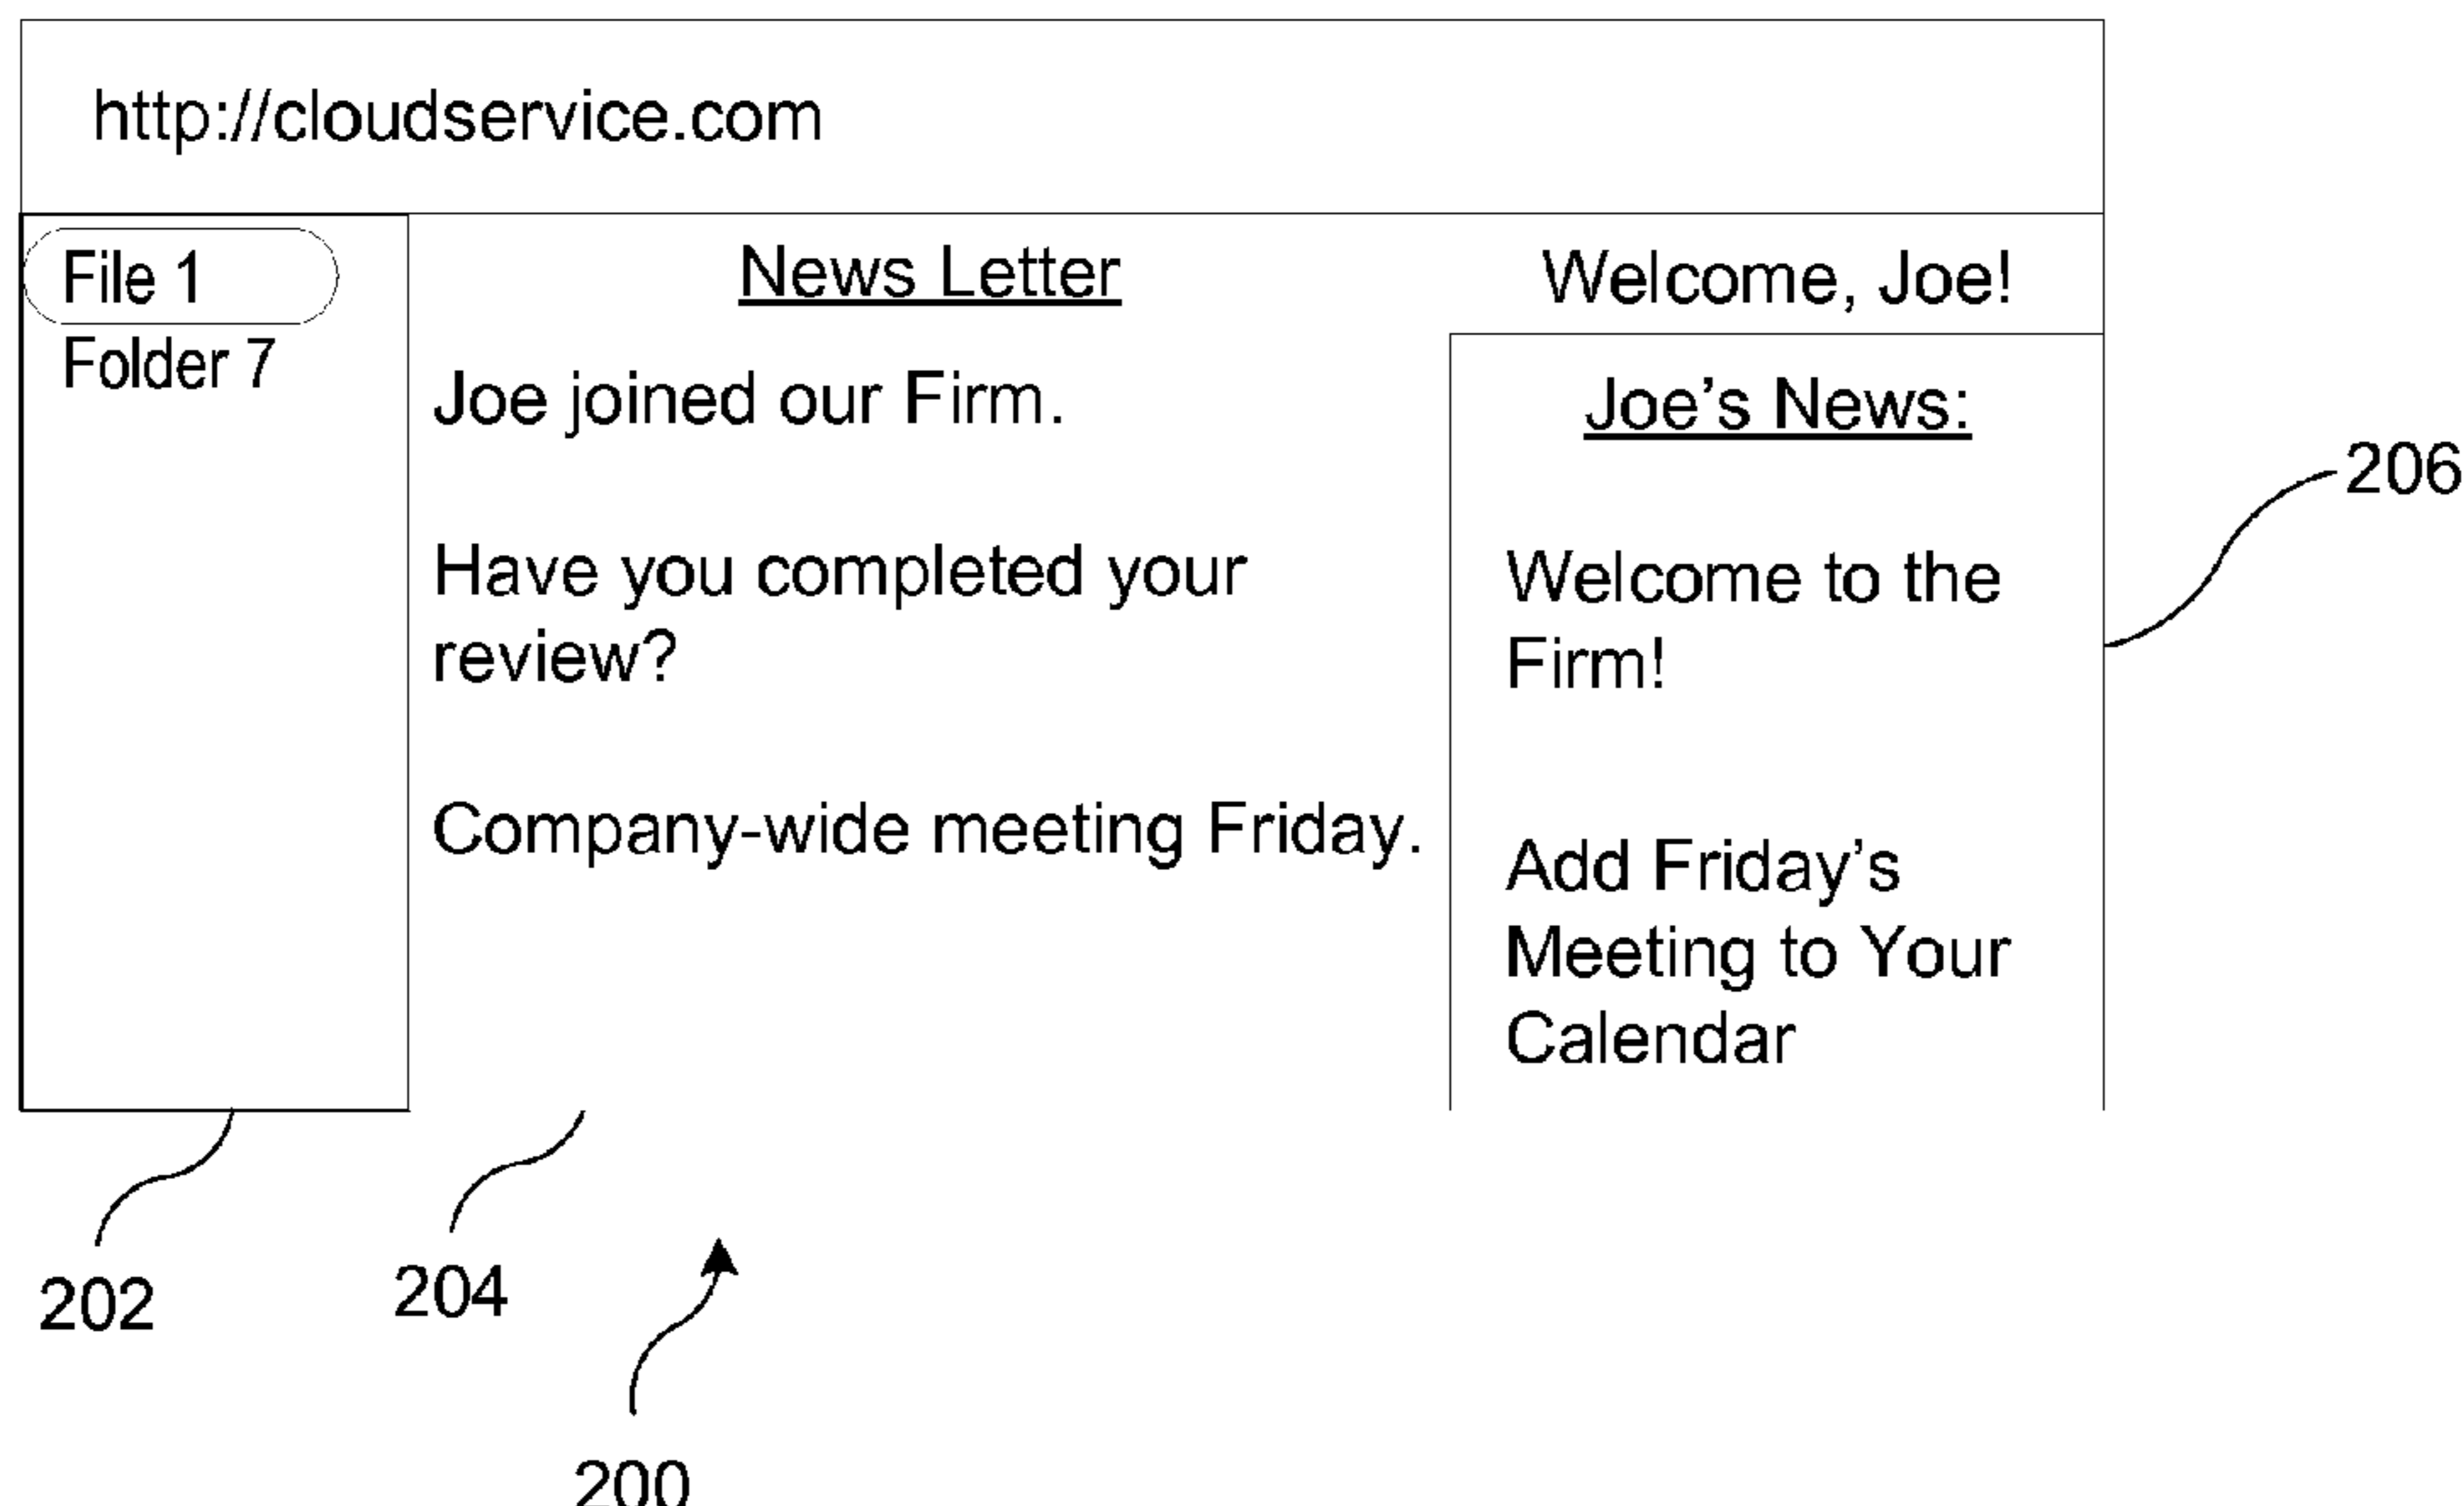 http://cloudservice.com
File 1
Folder 7
News Letter
Joe joined our Firm.
Have you completed your
review?
Company-wide meeting Friday.
Welcome, Joe!
Joe's News:
Welcome to the
Firm!
Add Friday's
Meeting to Your
Calendar
206
202
204
200